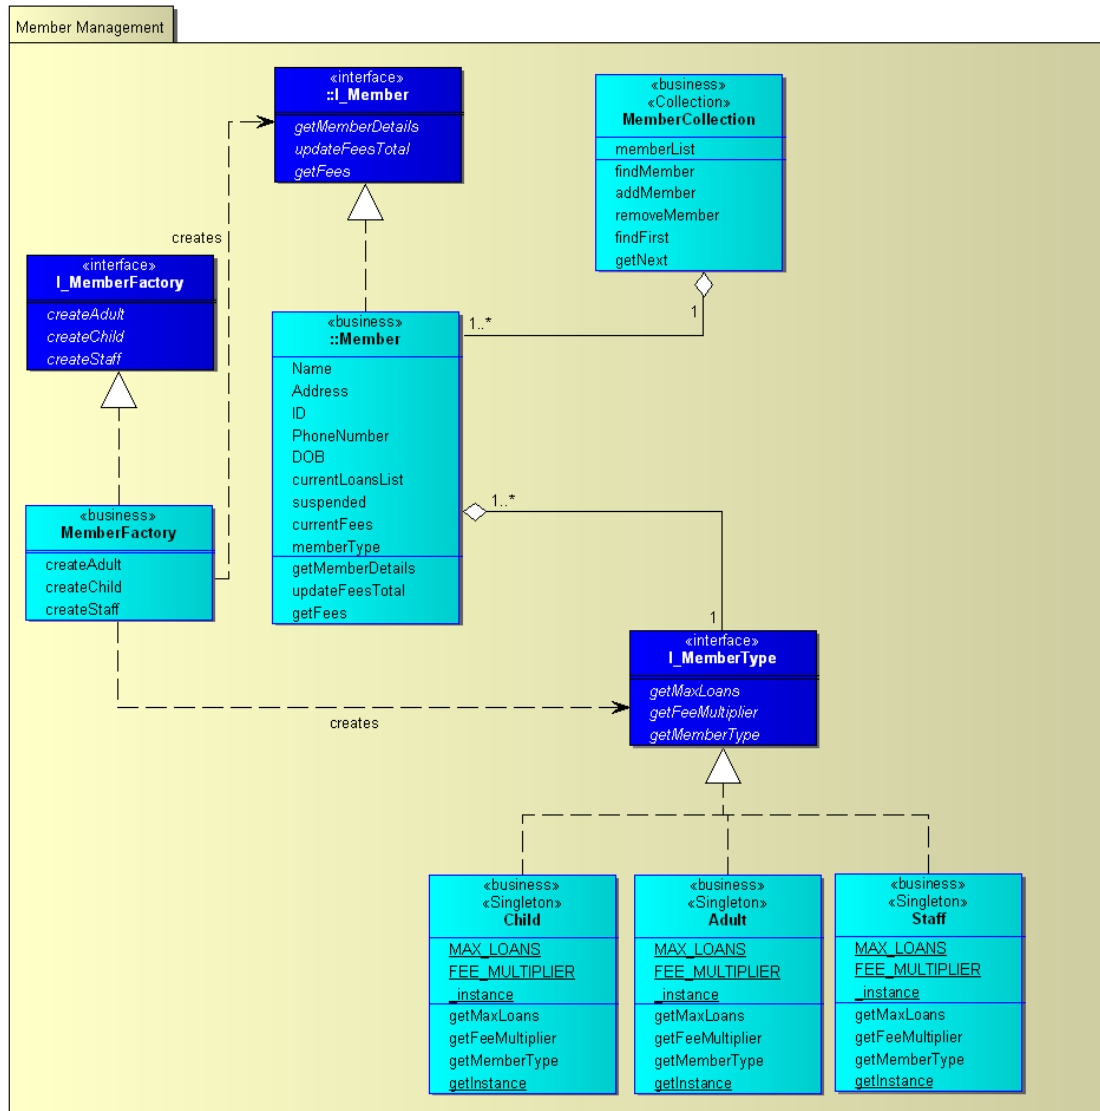 Member Management
«interface»
::I_Member
getMemberDetails
updateFeesTotal
getFees
«business»
«Collection»
MemberCollection
memberList
findMember
addMember
removeMember
findFirst
getNext
creates
«interface»
I_MemberFactory
createAdult
createChild
createStaff
1
1..*
«business»
::Member
Name
Address
ID
PhoneNumber
DOB
currentLoansList
suspended
currentFees
memberType
getMemberDetails
updateFeesTotal
getFees
1..*
«business»
MemberFactory
createAdult
createChild
createStaff
1
«interface»
I_MemberType
getMaxLoans
getFeeMultiplier
getMemberType
creates
«business»
«Singleton»
Child
MAX_LOANS
FEE_MULTIPLIER
_instance
getMaxLoans
getFeeMultiplier
getMemberType
getInstance
«business»
«Singleton»
Adult
MAX_LOANS
FEE_MULTIPLIER
_instance
getMaxLoans
getFeeMultiplier
getMemberType
getInstance
«business»
«Singleton»
Staff
MAX_LOANS
FEE_MULTIPLIER
_instance
getMaxLoans
getFeeMultiplier
getMemberType
getInstance